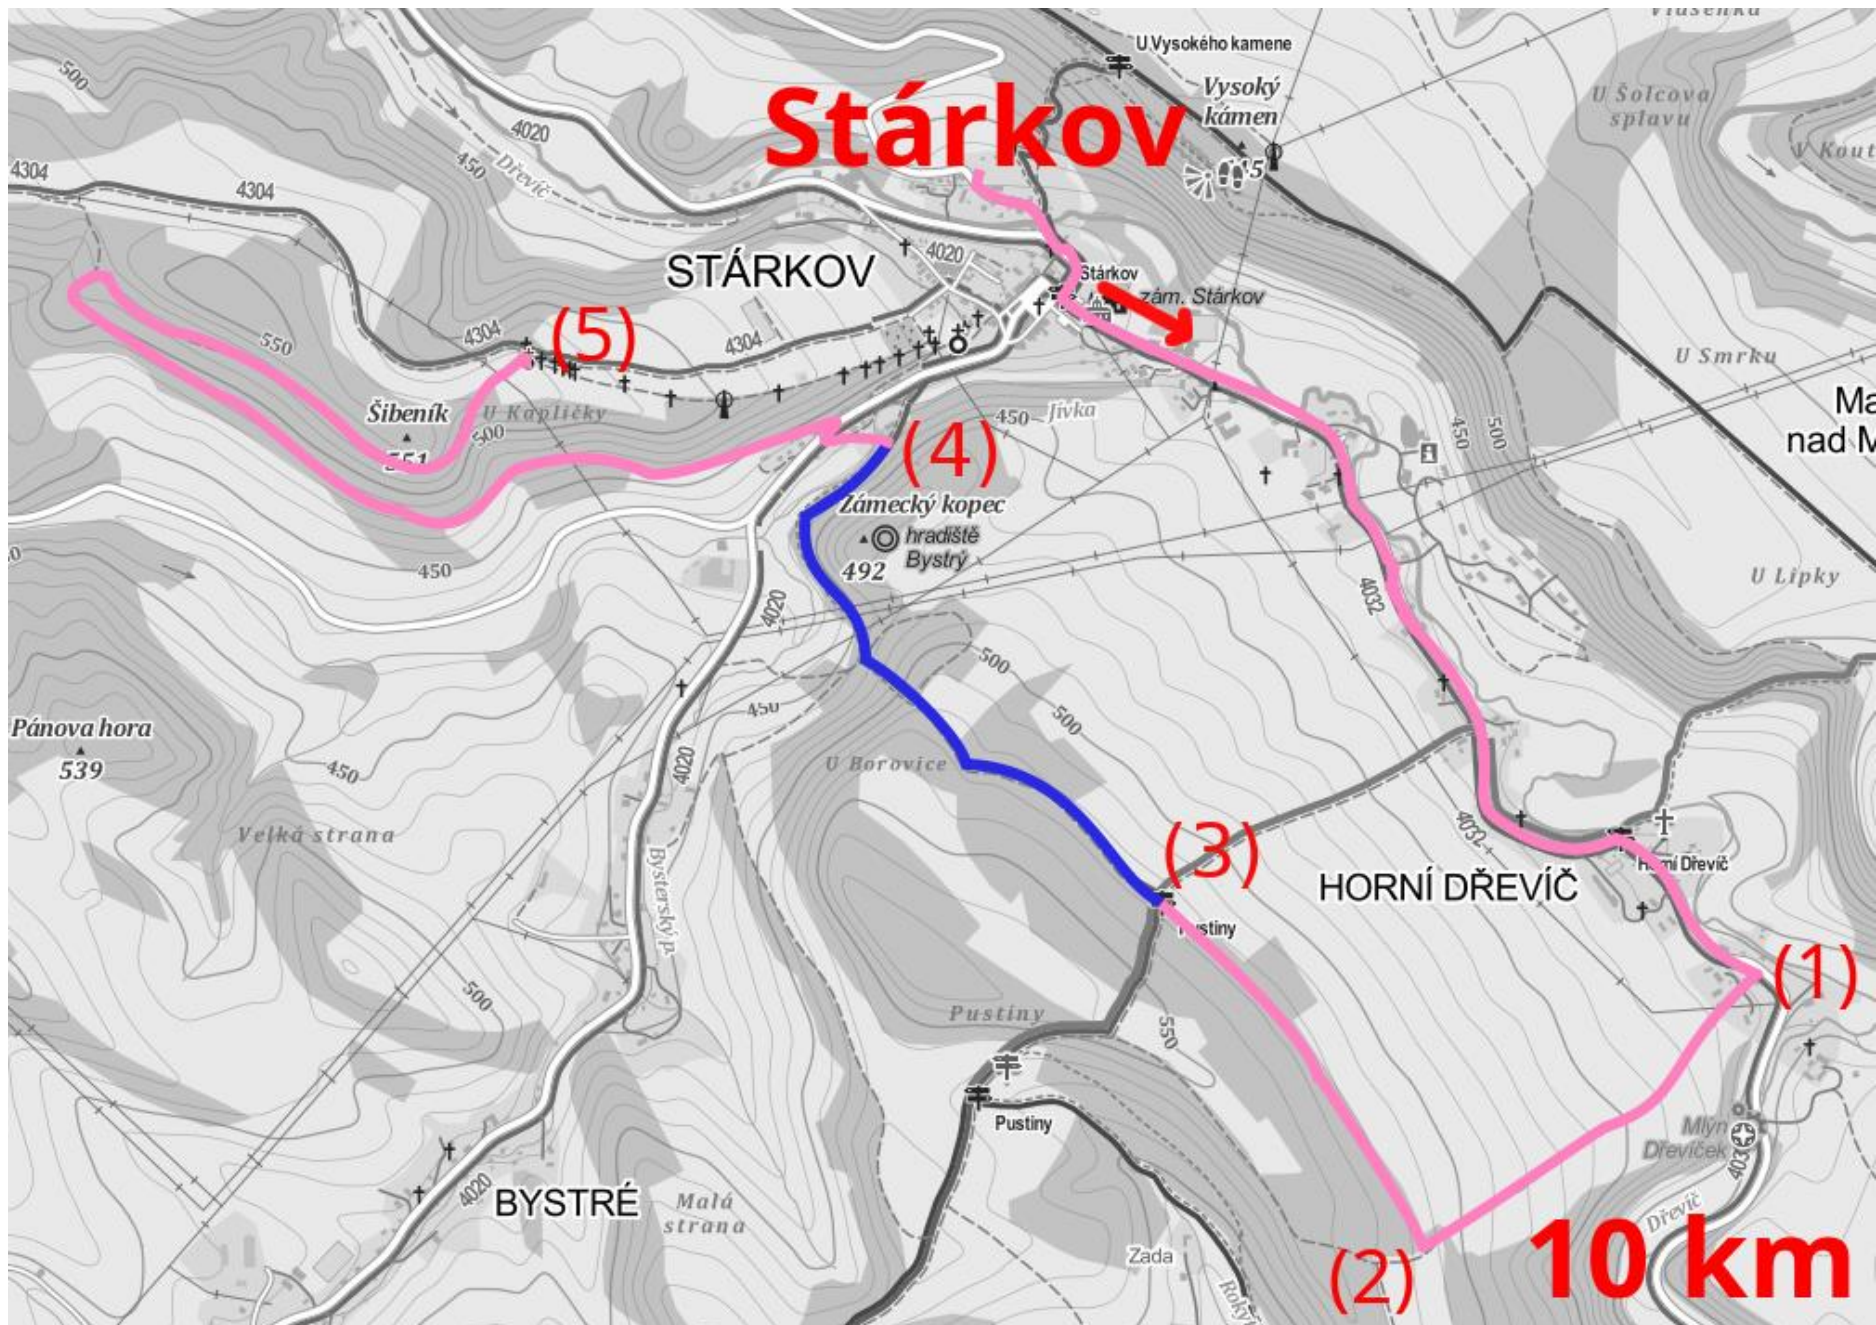 Vlásenka
U Vysokého kamene
Vysoký
kámen
U Šolcova
splavu
V Kout
Stárkov
500
4020
450
Dřevíč
4304
4304
STÁRKOV
4020
Stárkov
zám. Stárkov
550
4304
(5)
4304
U Smrku
Ma
nad M
Šibeník
551
U Kapličky
500
450
Jívka
450
500
(4)
Zámecký kopec
hradiště
Bystrý
492
450
4020
4032
U Lípky
Pánova hora
539
450
450
500
500
4020
U Borovice
Velká strana
Bysterský p.
4032
(3)
Horní Dřevíč
HORNÍ DŘEVÍČ
Pustiny
(1)
500
Pustiny
550
Pustiny
Mlýn
Dřevíček
BYSTRÉ
4020
Malá
strana
Zada
Dřevíč
(2)
10 km